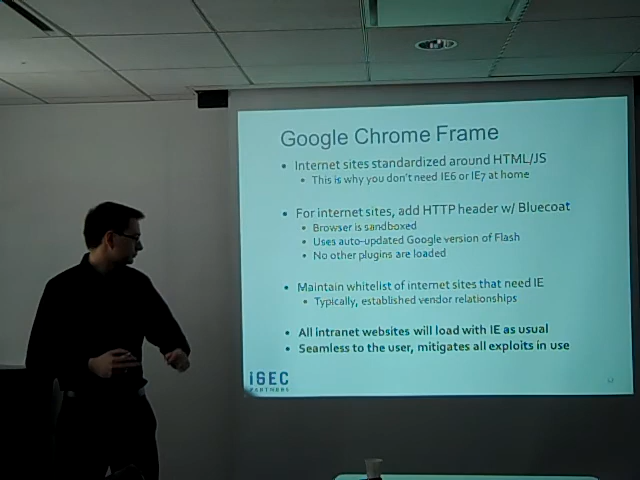 Google Chrome Frame
• Internet sites standardized around HTML/JS
• This is why you don't need IE6 or IE7 at home
• For internet sites, add HTTP header w/ Bluecoat
• Browser is sandboxed
• Uses auto-updated Google version of Flash
• No other plugins are loaded
• Maintain whitelist of internet sites that need IE
• Typically, established vendor relationships
• All intranet websites will load with IE as usual
• Seamless to the user, mitigates all exploits in use
iSEC
PARTNERS